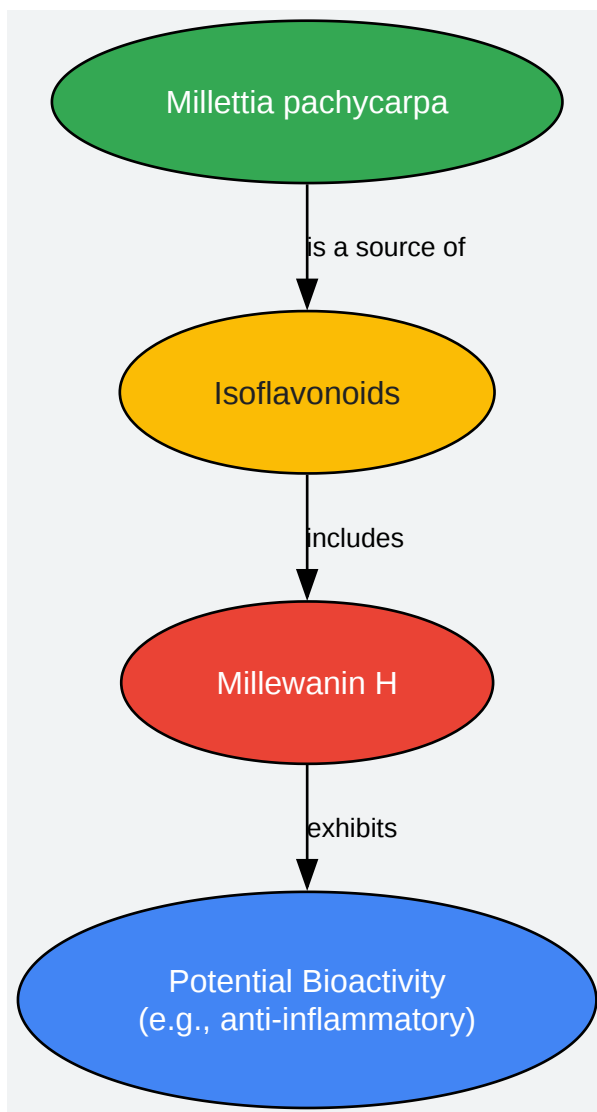 Millettia pachycarpa
is a source of
Isoflavonoids
includes
Millewanin H
exhibits
Potential Bioactivity
(e.g., anti-inflammatory)